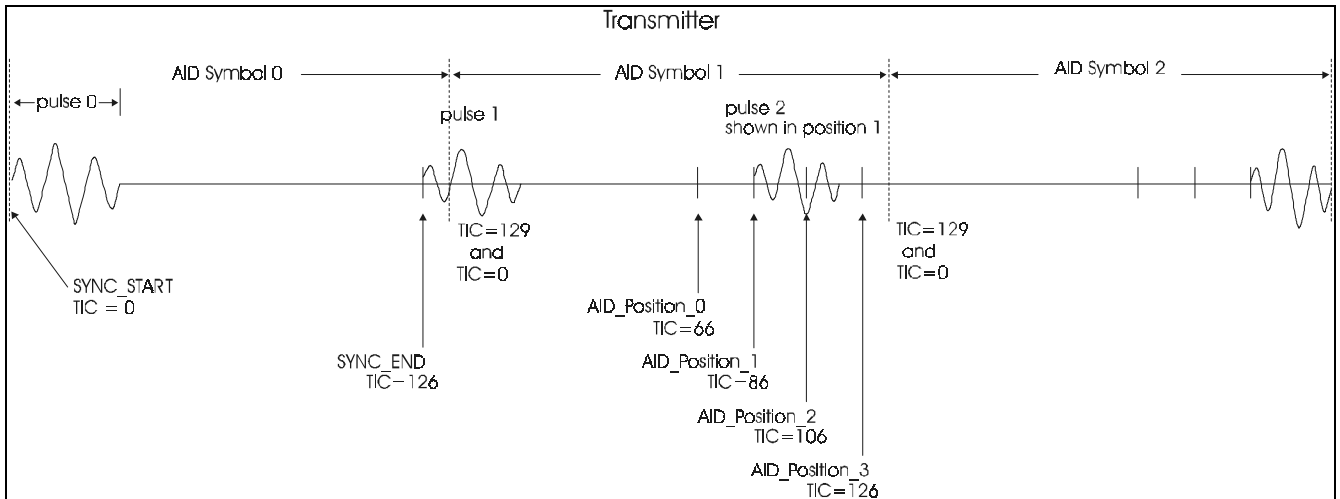 Transmitter
AID Symbol 0
AID Symbol 1
AID Symbol 2
pulse 0
pulse 1
pulse 2
shown in position 1
TIC=129
and
TIC=0
TIC=129
and
TIC=0
SYNC_START
TIC = 0
AID_Position_0
TIC=66
SYNC_END
TIC=126
AID_Position_1
TIC=86
AID_Position_2
TIC=106
AID_Position_3
TIC=126